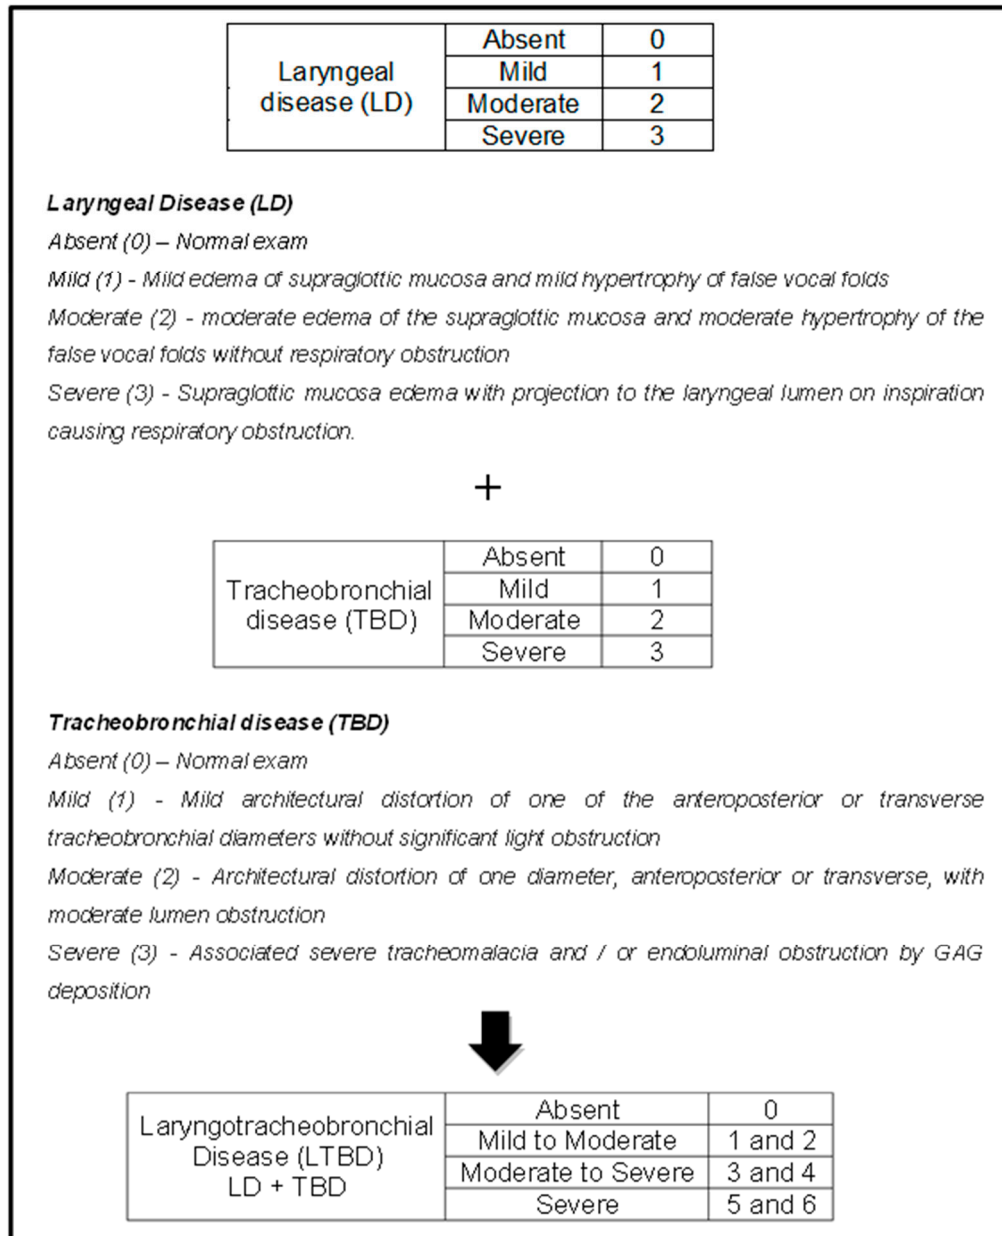 Laryngeal
disease (LD)
Absent 0
Mild 1
Moderate 2
Severe 3
Laryngeal Disease (LD)
Absent (0) – Normal exam
Mild (1) - Mild edema of supraglottic mucosa and mild hypertrophy of false vocal folds
Moderate (2) - moderate edema of the supraglottic mucosa and moderate hypertrophy of the
false vocal folds without respiratory obstruction
Severe (3) - Supraglottic mucosa edema with projection to the laryngeal lumen on inspiration
causing respiratory obstruction.
+
Tracheobronchial
disease (TBD)
Absent 0
Mild 1
Moderate 2
Severe 3
Tracheobronchial disease (TBD)
Absent (0) – Normal exam
Mild (1) - Mild architectural distortion of one of the anteroposterior or transverse
tracheobronchial diameters without significant light obstruction
Moderate (2) - Architectural distortion of one diameter, anteroposterior or transverse, with
moderate lumen obstruction
Severe (3) - Associated severe tracheomalacia and / or endoluminal obstruction by GAG
deposition
Laryngotracheobronchial
Disease (LTBD)
LD + TBD
Absent 0
Mild to Moderate 1 and 2
Moderate to Severe 3 and 4
Severe 5 and 6